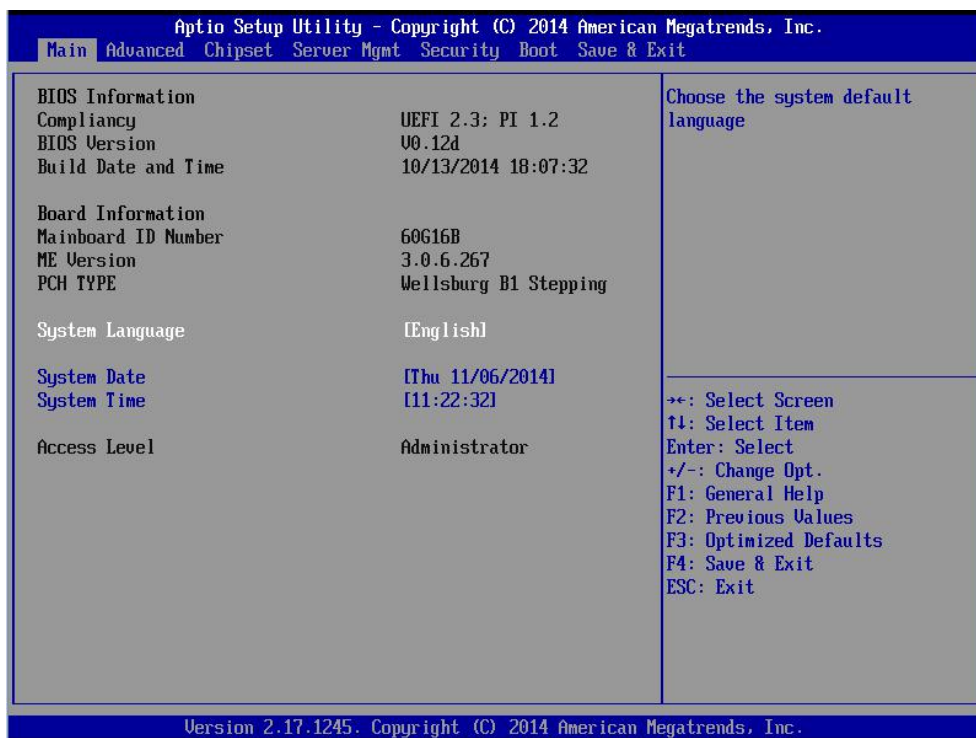 Aptio Setup Utility - Copyright (C) 2014 American Megatrends, Inc.
Main Advanced Chipset Server Mgmt Security Boot Save & Exit
BIOS Information
Compliancy UEFI 2.3; PI 1.2
BIOS Version V0.12d
Build Date and Time 10/13/2014 18:07:32
Board Information
Mainboard ID Number 60G16B
ME Version 3.0.6.267
PCH TYPE Wellsburg B1 Stepping
System Language [English]
System Date [Thu 11/06/2014]
System Time [11:22:32]
Access Level Administrator
Choose the system default
language
→←: Select Screen
↑↓: Select Item
Enter: Select
+/-: Change Opt.
F1: General Help
F2: Previous Values
F3: Optimized Defaults
F4: Save & Exit
ESC: Exit
Version 2.17.1245. Copyright (C) 2014 American Megatrends, Inc.